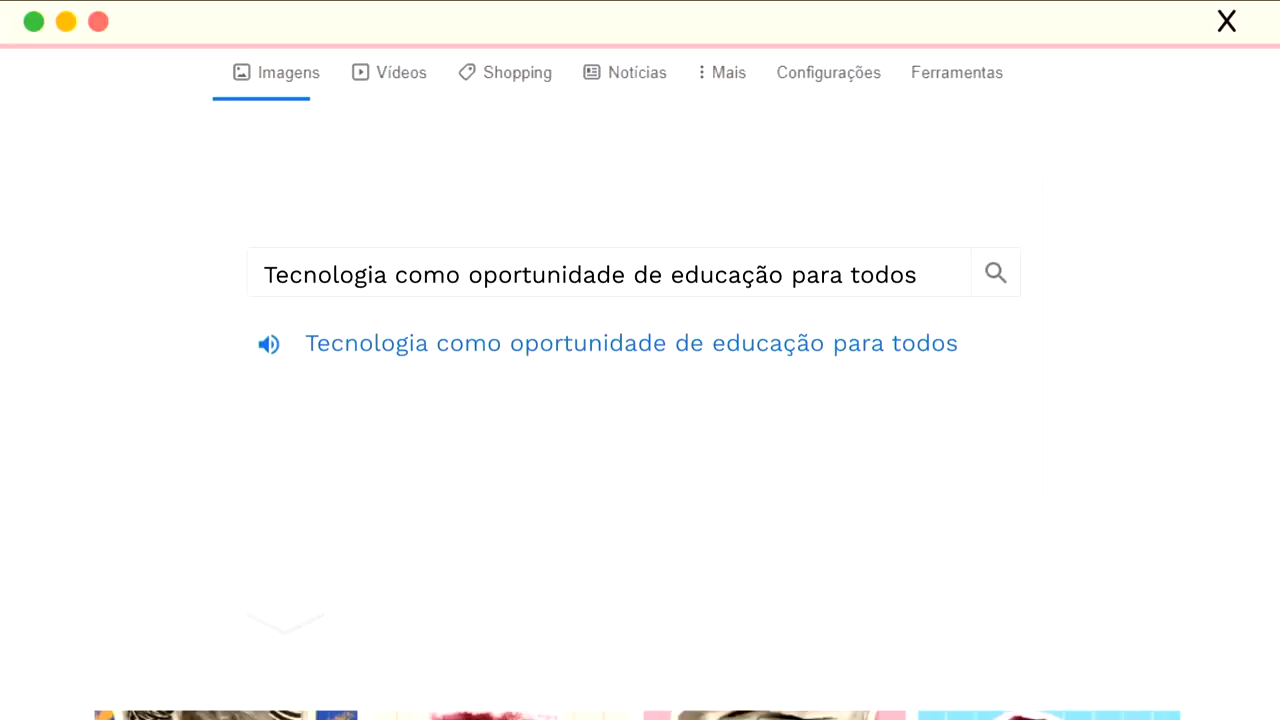 X
Imagens Vídeos Shopping Notícias Mais Configurações Ferramentas
Tecnologia como oportunidade de educação para todos
Tecnologia como oportunidade de educação para todos